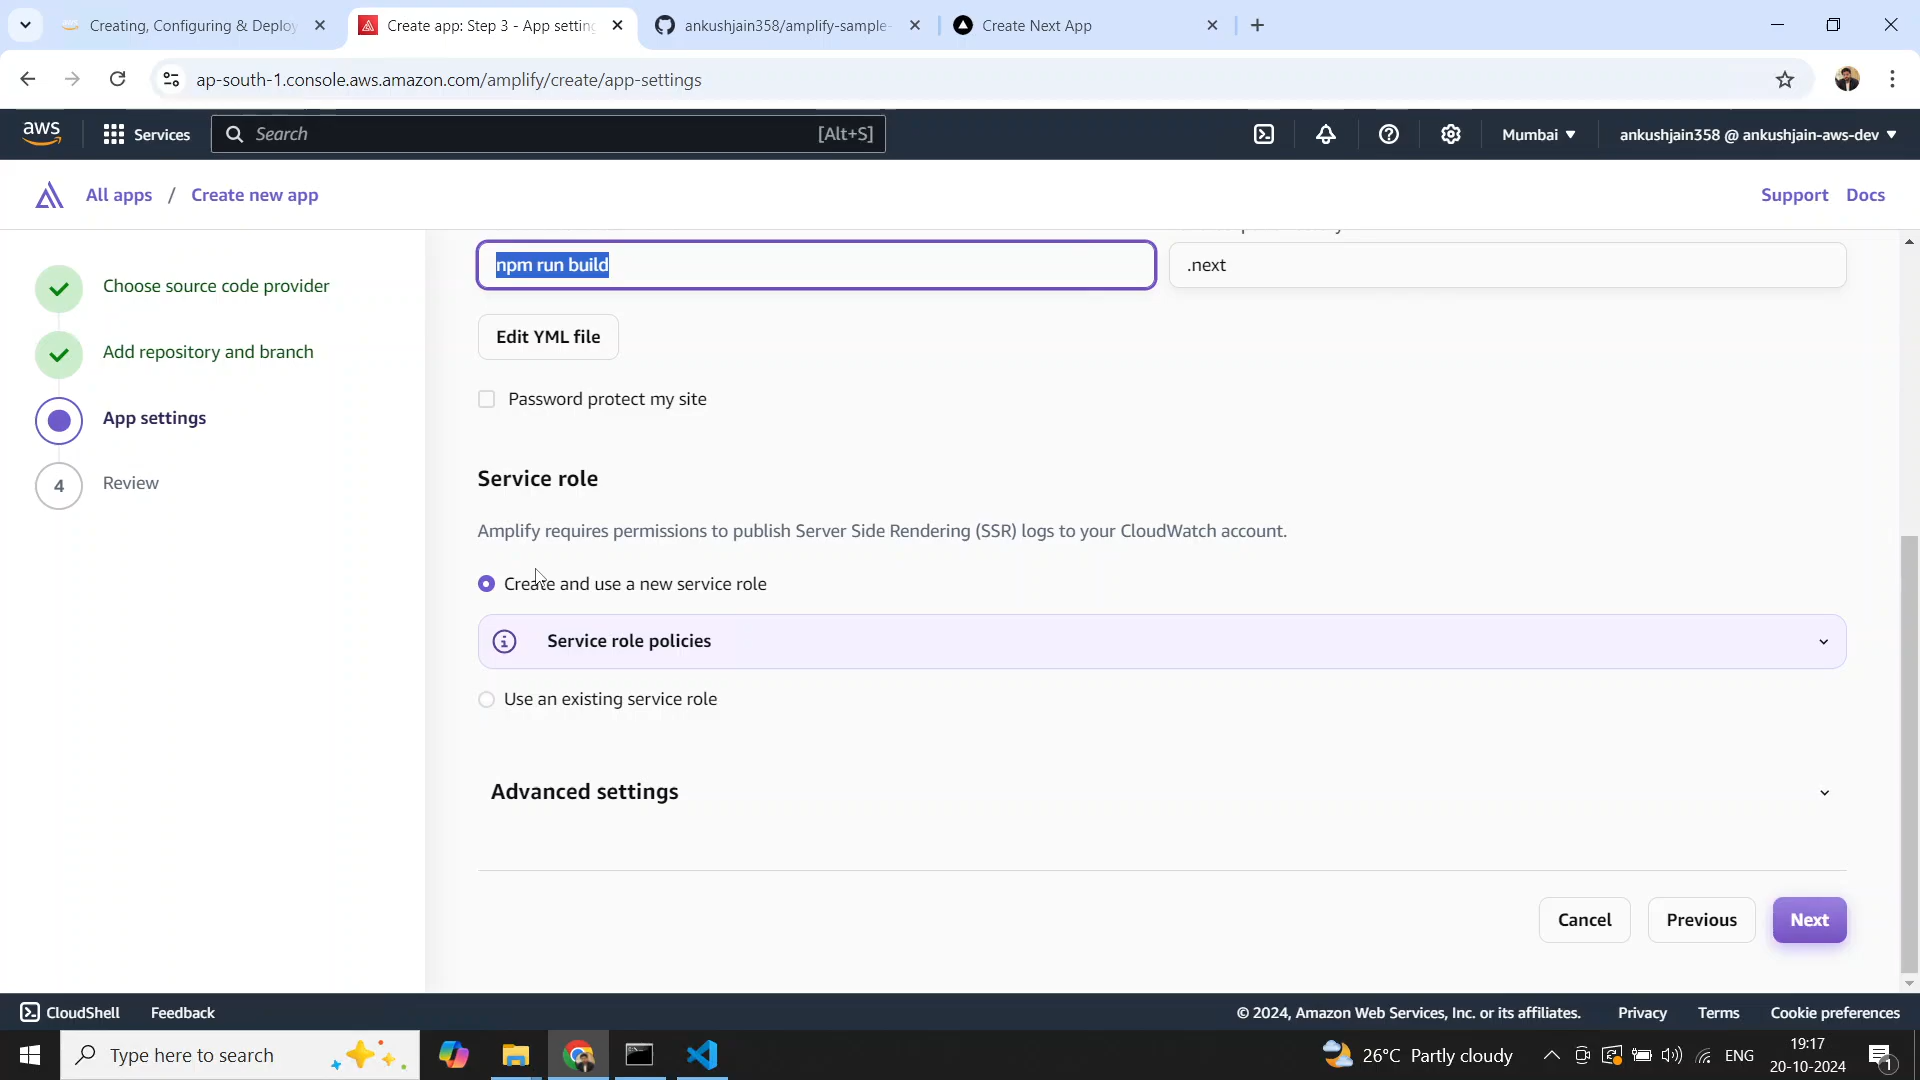 Creating, Configuring & Deploy
Create app: Step 3 - App setting
ankushjain358/amplify-sample-
Create Next App
ap-south-1.console.aws.amazon.com/amplify/create/app-settings
aws
Services
Search
[Alt+S]
Mumbai
ankushjain358 @ ankushjain-aws-dev
All apps / Create new app
Support
Docs
Choose source code provider
Add repository and branch
App settings
4
Review
npm run build
.next
Edit YML file
Password protect my site
Service role
Amplify requires permissions to publish Server Side Rendering (SSR) logs to your CloudWatch account.
Create and use a new service role
Service role policies
Use an existing service role
Advanced settings
Cancel
Previous
Next
CloudShell
Feedback
© 2024, Amazon Web Services, Inc. or its affiliates.
Privacy
Terms
Cookie preferences
Type here to search
26°C Partly cloudy
ENG
19:17
20-10-2024
1